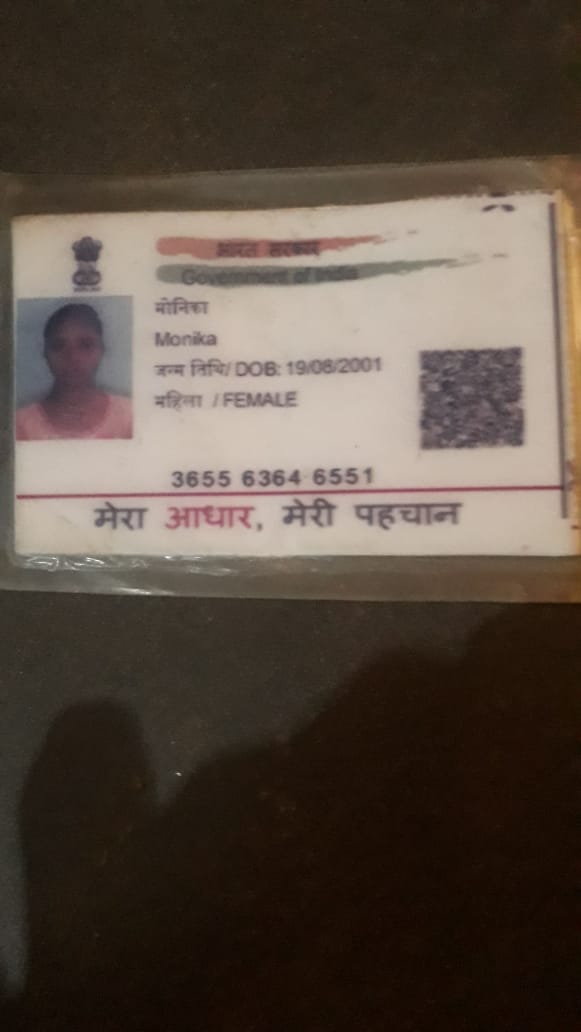 भारत सरकार
Government of India
मोनिका
Monika
जन्म तिथि/ DOB: 19/08/2001
महिला / FEMALE
3655 6364 6551
मेरा आधार, मेरी पहचान